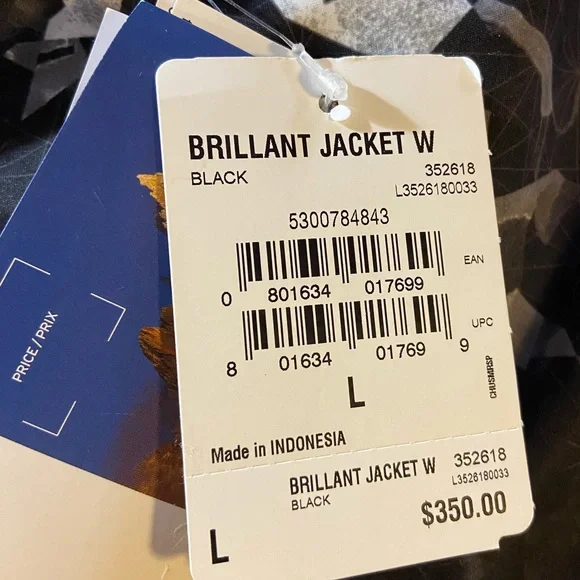 BRILLANT JACKET W
BLACK
352618
L3526180033
5300784843
EAN
0 801634 017699
UPC
8 01634 01769 9
L
CHUSMRSP
Made in INDONESIA
BRILLANT JACKET W
352618
BLACK
L3526180033
$350.00
L
PRICE / PRIX